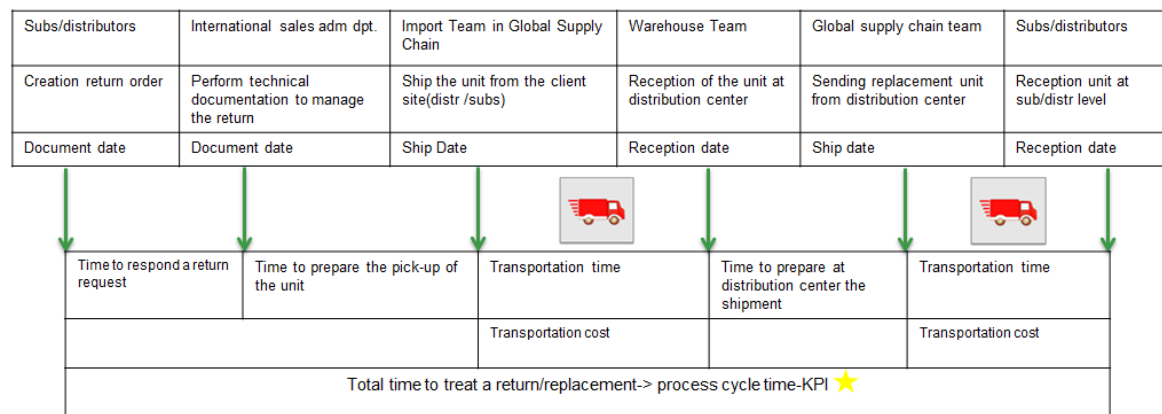 Subs/distributors
International sales adm dpt.
Import Team in Global Supply
Chain
Warehouse Team
Global supply chain team
Subs/distributors
Creation return order
Perform technical
documentation to manage
the return
Ship the unit from the client
site(distr /subs)
Reception of the unit at
distribution center
Sending replacement unit
from distribution center
Reception unit at
sub/distr level
Document date
Document date
Ship Date
Reception date
Ship date
Reception date
Time to respond a return
request
Time to prepare the pick-up of
the unit
Transportation time
Time to prepare at
distribution center the
shipment
Transportation time
Transportation cost
Transportation cost
Total time to treat a return/replacement-> process cycle time-KPI